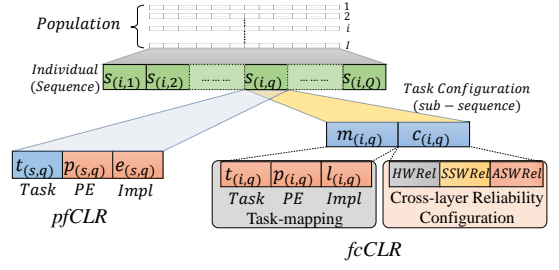 1
2
Population
i
I
Individual
(Sequence)
s(i,1) s(i,2) ......... s(i,q) ......... s(i,Q)
Task Configuration
(sub − sequence)
m(i,q) c(i,q)
t(s,q) p(s,q) e(s,q)
Task PE Impl
pfCLR
t(i,q) p(i,q) l(i,q)
Task PE Impl
Task-mapping
HWRel SSWRel ASWRel
Cross-layer Reliability
Configuration
fcCLR